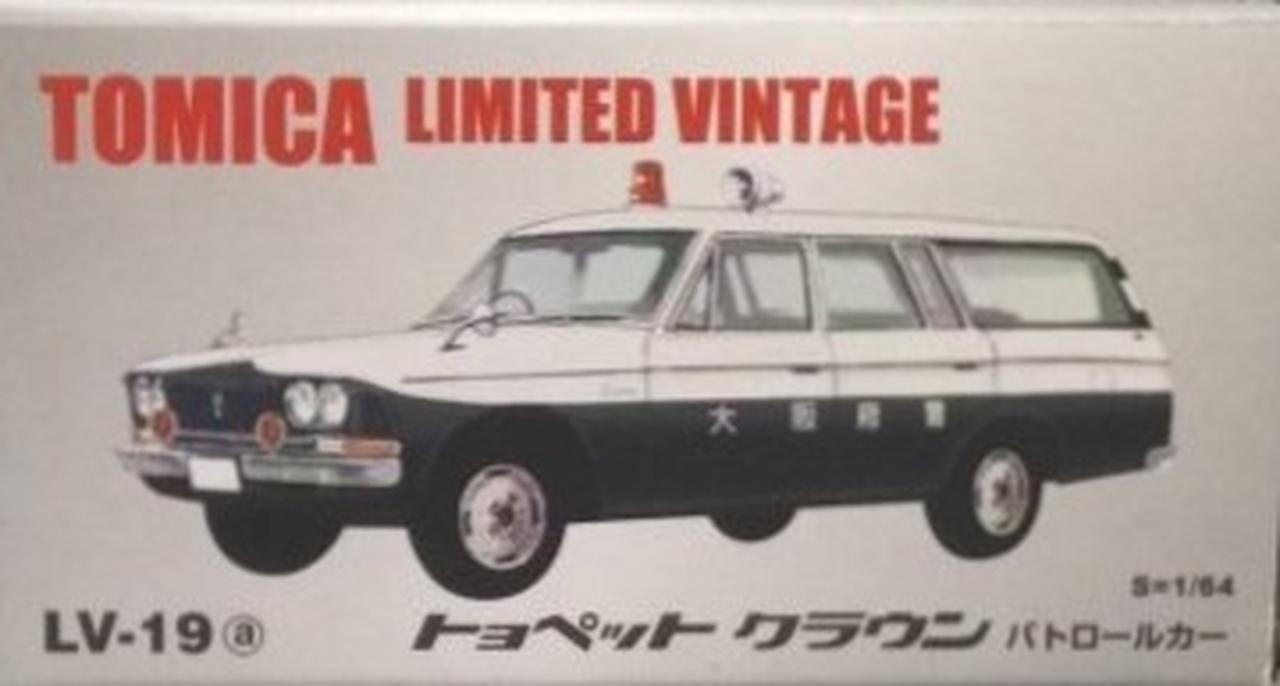 TOMICA LIMITED VINTAGE
大阪府警
S=1/64
LV-19ⓐ トヨペット クラウン パトロールカー